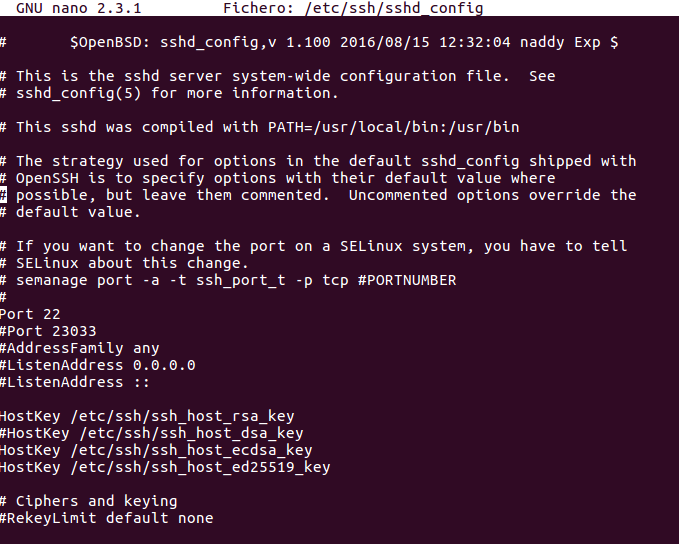 GNU nano 2.3.1 Fichero: /etc/ssh/sshd_config
# $OpenBSD: sshd_config,v 1.100 2016/08/15 12:32:04 naddy Exp $
# This is the sshd server system-wide configuration file. See
# sshd_config(5) for more information.
# This sshd was compiled with PATH=/usr/local/bin:/usr/bin
# The strategy used for options in the default sshd_config shipped with
# OpenSSH is to specify options with their default value where
# possible, but leave them commented. Uncommented options override the
# default value.
# If you want to change the port on a SELinux system, you have to tell
# SELinux about this change.
# semanage port -a -t ssh_port_t -p tcp #PORTNUMBER
#
Port 22
#Port 23033
#AddressFamily any
#ListenAddress 0.0.0.0
#ListenAddress ::
HostKey /etc/ssh/ssh_host_rsa_key
#HostKey /etc/ssh/ssh_host_dsa_key
HostKey /etc/ssh/ssh_host_ecdsa_key
HostKey /etc/ssh/ssh_host_ed25519_key
# Ciphers and keying
#RekeyLimit default none